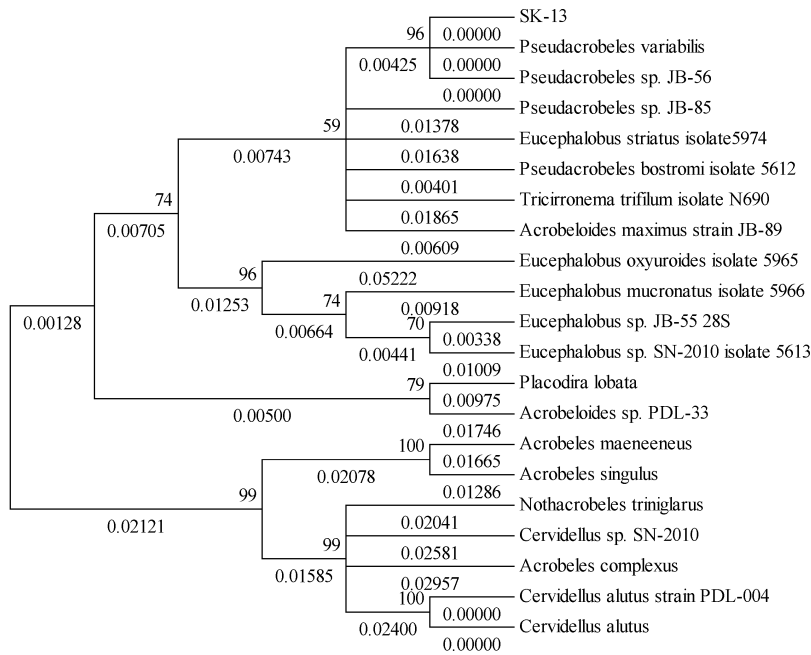 SK-13
96
0.00000
Pseudacrobeles variabilis
0.00425
0.00000
Pseudacrobeles sp. JB-56
0.00000
Pseudacrobeles sp. JB-85
59
0.01378
Eucephalobus striatus isolate5974
0.00743
0.01638
Pseudacrobeles bostromi isolate 5612
0.00401
74
Tricirronema trifilum isolate N690
0.01865
0.00705
Acrobeloides maximus strain JB-89
0.00609
Eucephalobus oxyuroides isolate 5965
96
0.05222
0.01253
Eucephalobus mucronatus isolate 5966
74
0.00918
0.00128
70
Eucephalobus sp. JB-55 28S
0.00664
0.00338
0.00441
Eucephalobus sp. SN-2010 isolate 5613
0.01009
79
Placodira lobata
0.00975
0.00500
Acrobeloides sp. PDL-33
0.01746
100
Acrobeles maeneeneus
0.01665
0.02078
Acrobeles singulus
99
0.01286
Nothacrobeles triniglarus
0.02121
0.02041
Cervidellus sp. SN-2010
99
0.02581
0.01585
Acrobeles complexus
0.02957
100
Cervidellus alutus strain PDL-004
0.00000
0.02400
Cervidellus alutus
0.00000